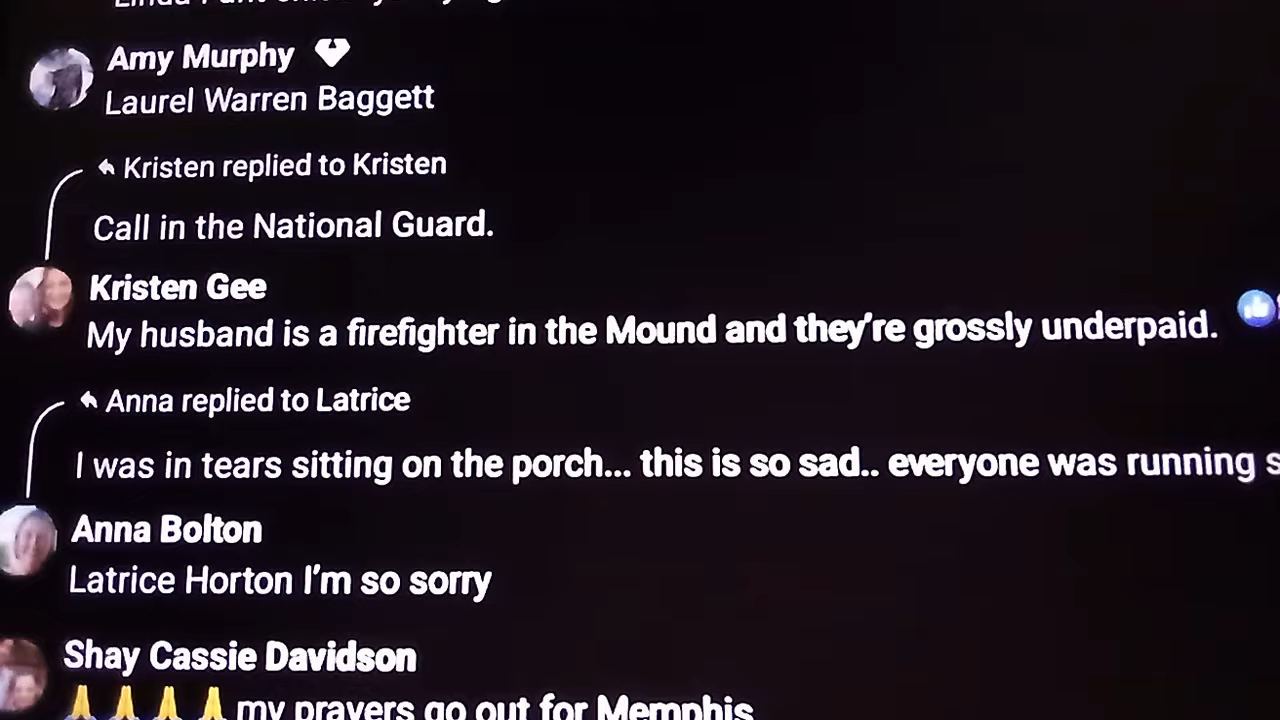 Amy Murphy
Laurel Warren Baggett
Kristen replied to Kristen
Call in the National Guard.
Kristen Gee
My husband is a firefighter in the Mound and they're grossly underpaid.
Anna replied to Latrice
I was in tears sitting on the porch... this is so sad.. everyone was running
Anna Bolton
Latrice Horton I'm so sorry
Shay Cassie Davidson
🙏🙏🙏🙏 my prayers go out for Memphis